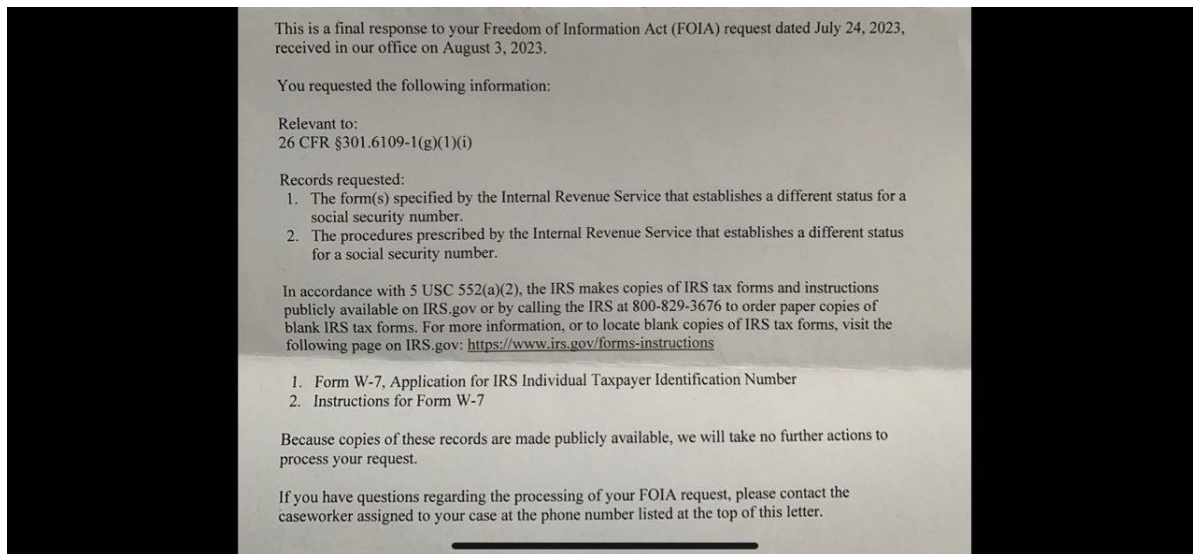 This is a final response to your Freedom of Information Act (FOIA) request dated July 24, 2023,
received in our office on August 3, 2023.
You requested the following information:
Relevant to:
26 CFR §301.6109-1(g)(1)(i)
Records requested:
1. The form(s) specified by the Internal Revenue Service that establishes a different status for a
social security number.
2. The procedures prescribed by the Internal Revenue Service that establishes a different status
for a social security number.
In accordance with 5 USC 552(a)(2), the IRS makes copies of IRS tax forms and instructions
publicly available on IRS.gov or by calling the IRS at 800-829-3676 to order paper copies of
blank IRS tax forms. For more information, or to locate blank copies of IRS tax forms, visit the
following page on IRS.gov: https://www.irs.gov/forms-instructions
1. Form W-7, Application for IRS Individual Taxpayer Identification Number
2. Instructions for Form W-7
Because copies of these records are made publicly available, we will take no further actions to
process your request.
If you have questions regarding the processing of your FOIA request, please contact the
caseworker assigned to your case at the phone number listed at the top of this letter.